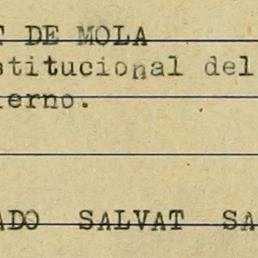 T DE MOLA
stitucional del
ierno.
ADO SALVAT SA